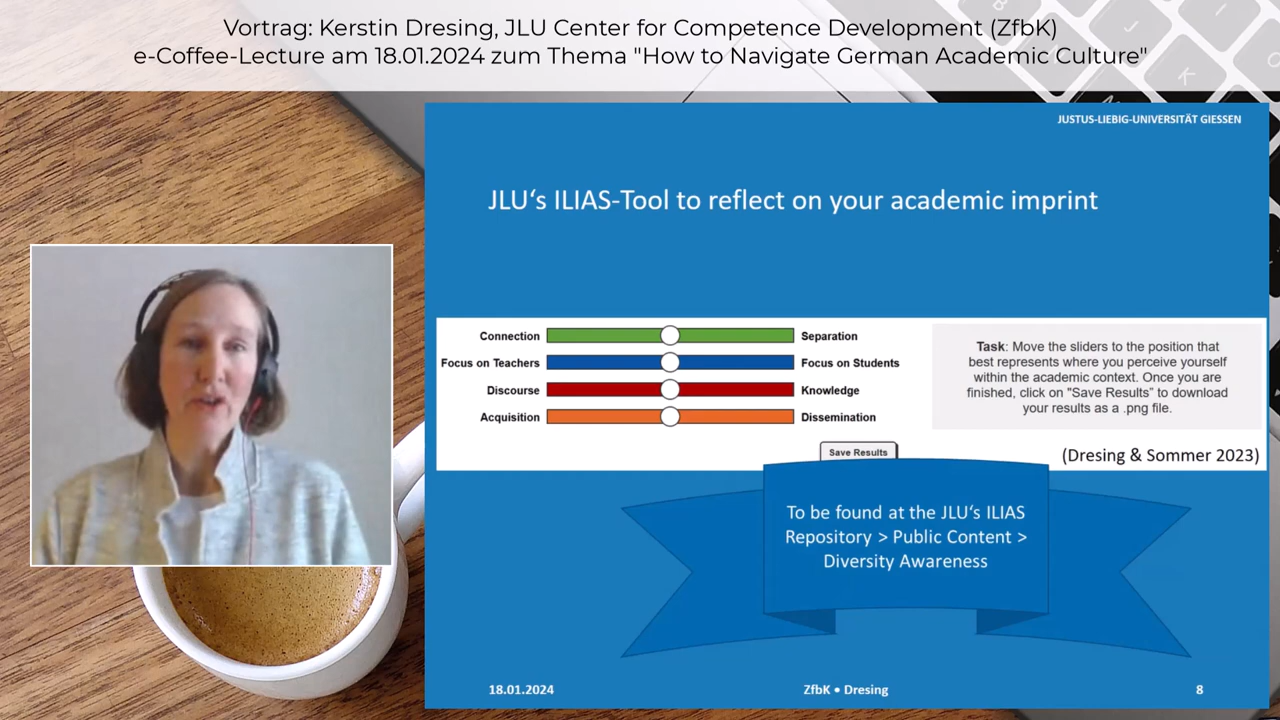 Vortrag: Kerstin Dresing, JLU Center for Competence Development (ZfbK)
e-Coffee-Lecture am 18.01.2024 zum Thema "How to Navigate German Academic Culture"
JUSTUS-LIEBIG-UNIVERSITÄT GIESSEN
JLU‘s ILIAS-Tool to reflect on your academic imprint
Connection Separation
Focus on Teachers Focus on Students
Discourse Knowledge
Acquisition Dissemination
Task: Move the sliders to the position that
best represents where you perceive yourself
within the academic context. Once you are
finished, click on "Save Results" to download
your results as a .png file.
Save Results
(Dresing & Sommer 2023)
To be found at the JLU‘s ILIAS
Repository > Public Content >
Diversity Awareness
18.01.2024 ZfbK • Dresing 8